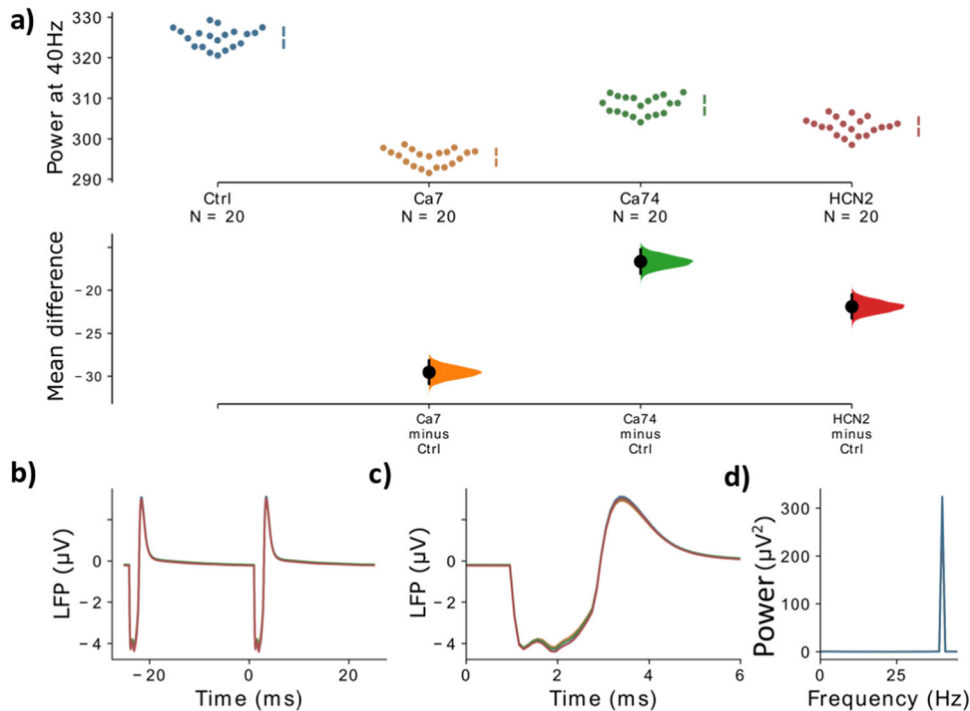 a)
Power at 40Hz
330
320
310
300
290
Ctrl
N = 20
Ca7
N = 20
Ca74
N = 20
HCN2
N = 20
Mean difference
−20
−25
−30
Ca7
minus
Ctrl
Ca74
minus
Ctrl
HCN2
minus
Ctrl
b)
LFP (µV)
0
−2
−4
−20
0
20
Time (ms)
c)
LFP (µV)
0
−2
−4
0
2
4
6
Time (ms)
d)
Power (µV²)
300
200
100
0
0
25
Frequency (Hz)